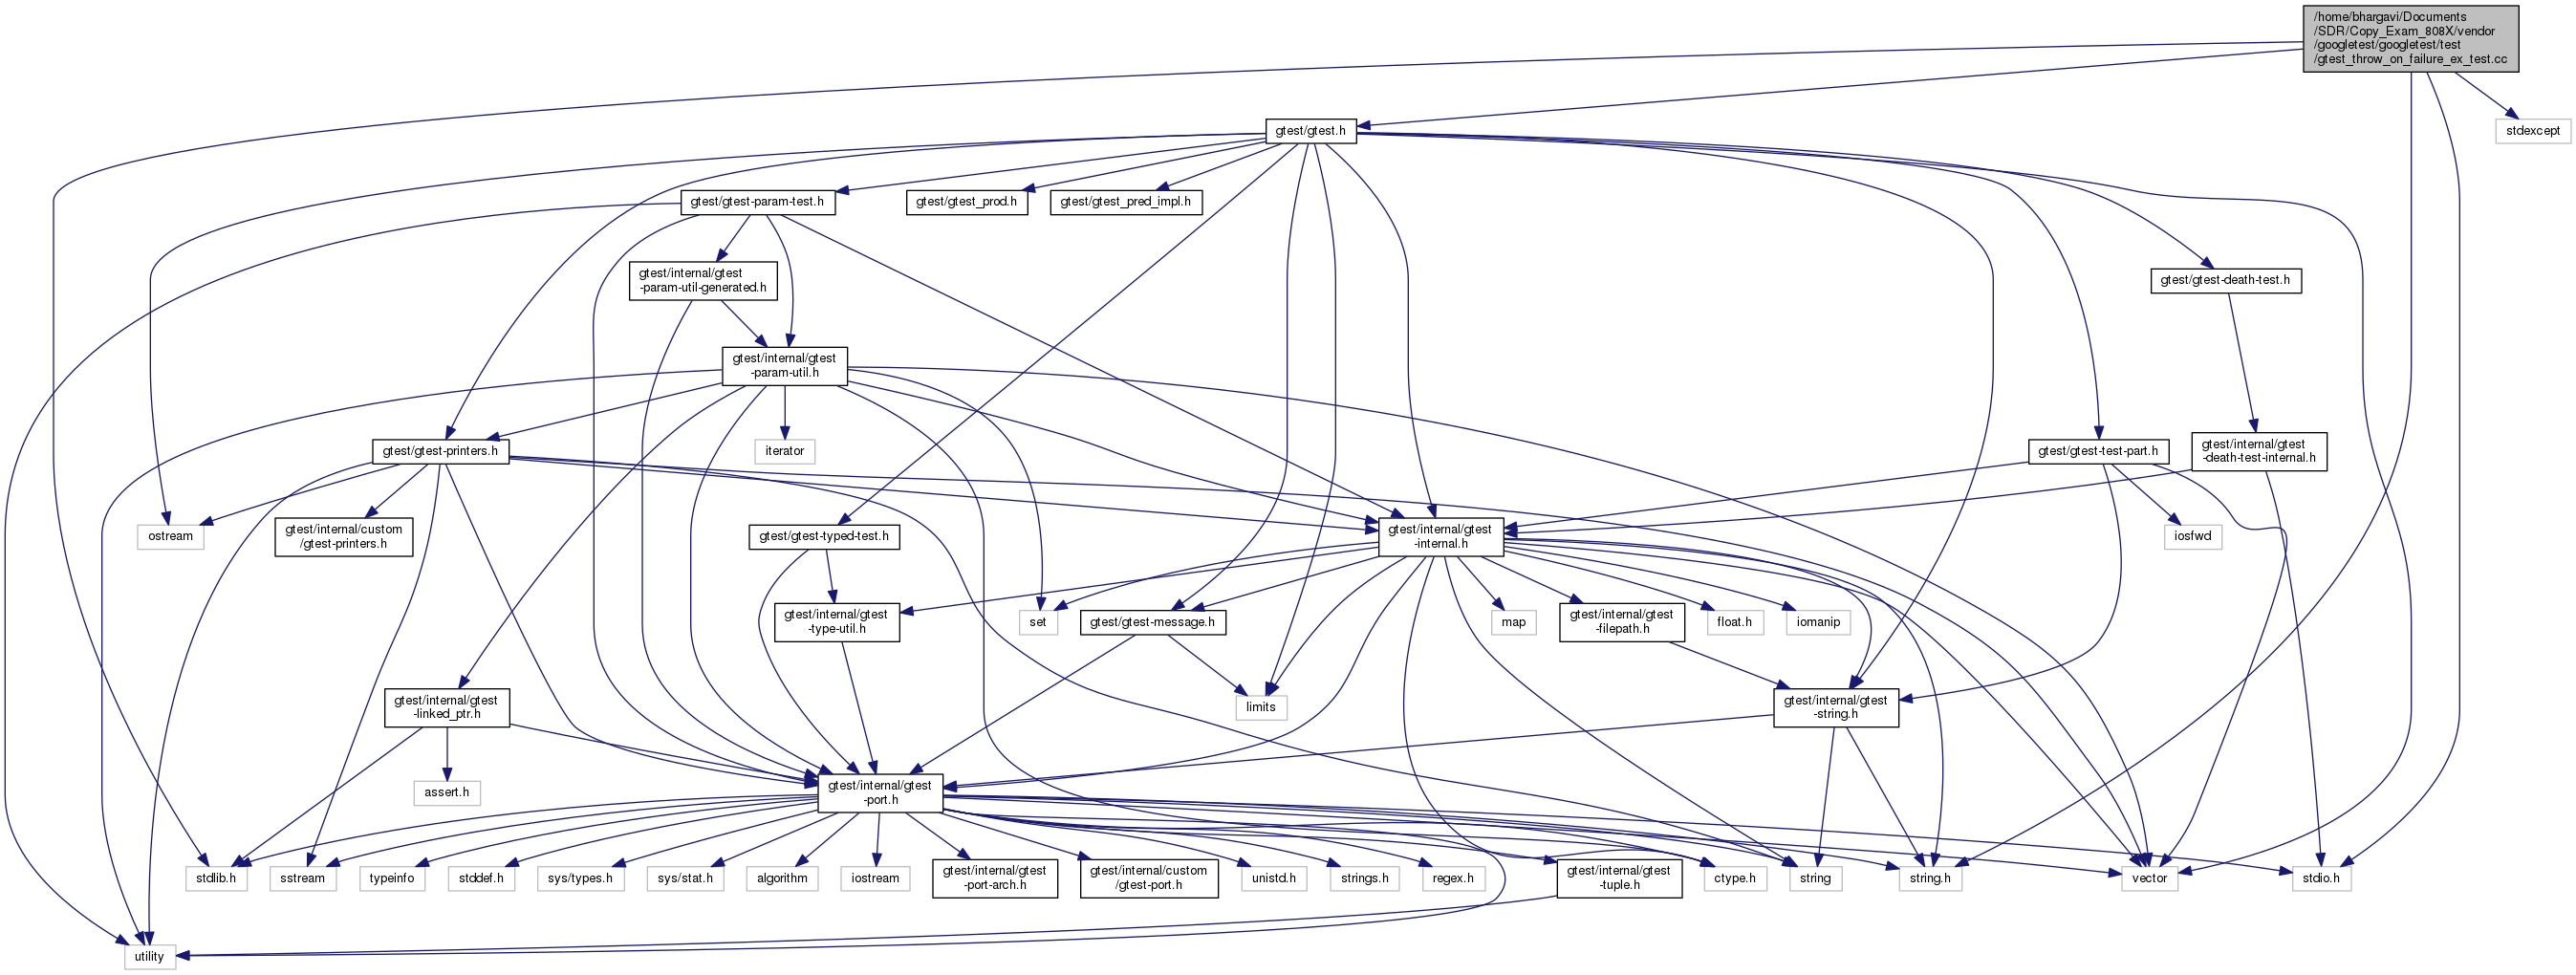 /home/bhargavi/Documents
/SDR/Copy_Exam_808X/vendor
/googletest/googletest/test
/gtest_throw_on_failure_ex_test.cc
gtest/gtest.h
stdexcept
gtest/gtest-param-test.h
gtest/gtest_prod.h
gtest/gtest_pred_impl.h
gtest/internal/gtest
-param-util-generated.h
gtest/gtest-death-test.h
gtest/internal/gtest
-param-util.h
gtest/gtest-printers.h
iterator
gtest/gtest-test-part.h
gtest/internal/gtest
-death-test-internal.h
ostream
gtest/internal/custom
/gtest-printers.h
gtest/gtest-typed-test.h
gtest/internal/gtest
-internal.h
iosfwd
gtest/internal/gtest
-type-util.h
set
gtest/gtest-message.h
map
gtest/internal/gtest
-filepath.h
float.h
iomanip
gtest/internal/gtest
-linked_ptr.h
limits
gtest/internal/gtest
-string.h
assert.h
gtest/internal/gtest
-port.h
stdlib.h
sstream
typeinfo
stddef.h
sys/types.h
sys/stat.h
algorithm
iostream
gtest/internal/gtest
-port-arch.h
gtest/internal/custom
/gtest-port.h
unistd.h
strings.h
regex.h
gtest/internal/gtest
-tuple.h
ctype.h
string
string.h
vector
stdio.h
utility